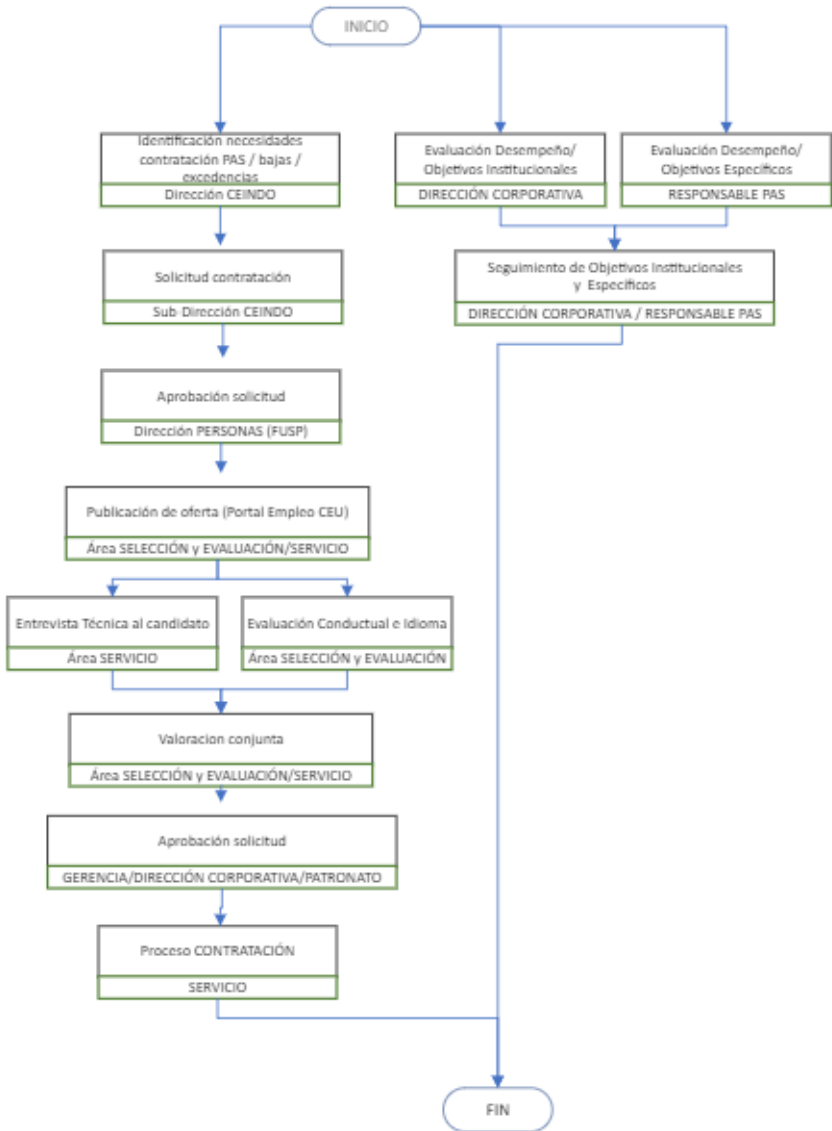 INICIO
Identificación necesidades
contratación PAS / bajas /
excedencias
Dirección CEINDO
Evaluación Desempeño/
Objetivos Institucionales
DIRECCIÓN CORPORATIVA
Evaluación Desempeño/
Objetivos Específicos
RESPONSABLE PAS
Solicitud contratación
Sub-Dirección CEINDO
Seguimiento de Objetivos Institucionales
y Específicos
DIRECCIÓN CORPORATIVA / RESPONSABLE PAS
Aprobación solicitud
Dirección PERSONAS (FUSP)
Publicación de oferta (Portal Empleo CEU)
Área SELECCIÓN y EVALUACIÓN/SERVICIO
Entrevista Técnica al candidato
Área SERVICIO
Evaluación Conductual e Idioma
Área SELECCIÓN y EVALUACIÓN
Valoracion conjunta
Área SELECCIÓN y EVALUACIÓN/SERVICIO
Aprobación solicitud
GERENCIA/DIRECCIÓN CORPORATIVA/PATRONATO
Proceso CONTRATACIÓN
SERVICIO
FIN